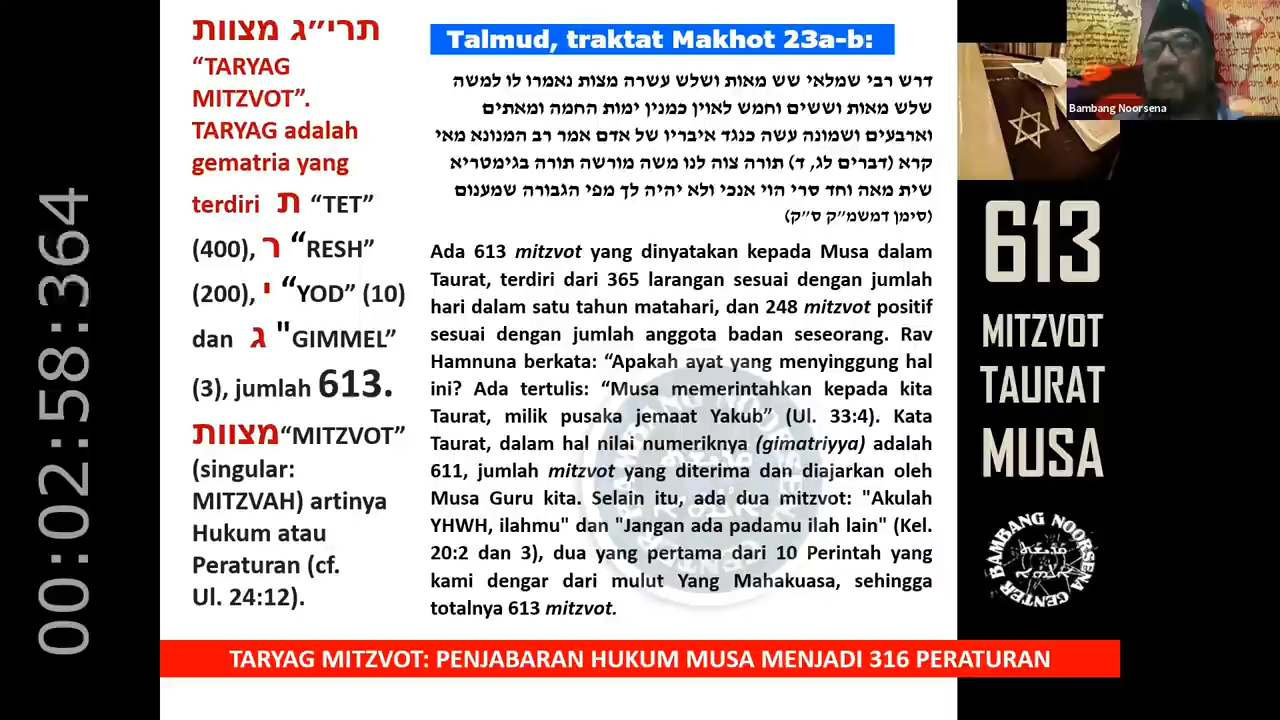 00:02:58:364
תרי״ג מצוות
“TARYAG
MITZVOT”.
TARYAG adalah
gematria yang
terdiri ת “TET”
(400), ר “RESH”
(200), י “YOD” (10)
dan ג "GIMMEL”
(3), jumlah 613.
מצוות“MITZVOT”
(singular:
MITZVAH) artinya
Hukum atau
Peraturan (cf.
Ul. 24:12).
Talmud, traktat Makhot 23a-b:
דרש רבי שמלאי שש מאות ושלש עשרה מצות נאמרו לו למשה
שלש מאות וששים וחמש לאוין כמנין ימות החמה ומאתים
וארבעים ושמונה עשה כנגד איבריו של אדם אמר רב המנונא מאי
קרא (דברים לג, ד) תורה צוה לנו משה מורשה תורה בגימטריא
שית מאה וחד סרי הוי אנכי ולא יהיה לך מפי הגבורה שמענום
(סימן דמשמ״ק ס״ק)
Ada 613 mitzvot yang dinyatakan kepada Musa dalam
Taurat, terdiri dari 365 larangan sesuai dengan jumlah
hari dalam satu tahun matahari, dan 248 mitzvot positif
sesuai dengan jumlah anggota badan seseorang. Rav
Hamnuna berkata: “Apakah ayat yang menyinggung hal
ini? Ada tertulis: “Musa memerintahkan kepada kita
Taurat, milik pusaka jemaat Yakub” (Ul. 33:4). Kata
Taurat, dalam hal nilai numeriknya (gimatriyya) adalah
611, jumlah mitzvot yang diterima dan diajarkan oleh
Musa Guru kita. Selain itu, ada dua mitzvot: "Akulah
YHWH, ilahmu" dan "Jangan ada padamu ilah lain" (Kel.
20:2 dan 3), dua yang pertama dari 10 Perintah yang
kami dengar dari mulut Yang Mahakuasa, sehingga
totalnya 613 mitzvot.
Bambang Noorsena
613
MITZVOT
TAURAT
MUSA
BAMBANG NOORSENA CENTER
TARYAG MITZVOT: PENJABARAN HUKUM MUSA MENJADI 316 PERATURAN